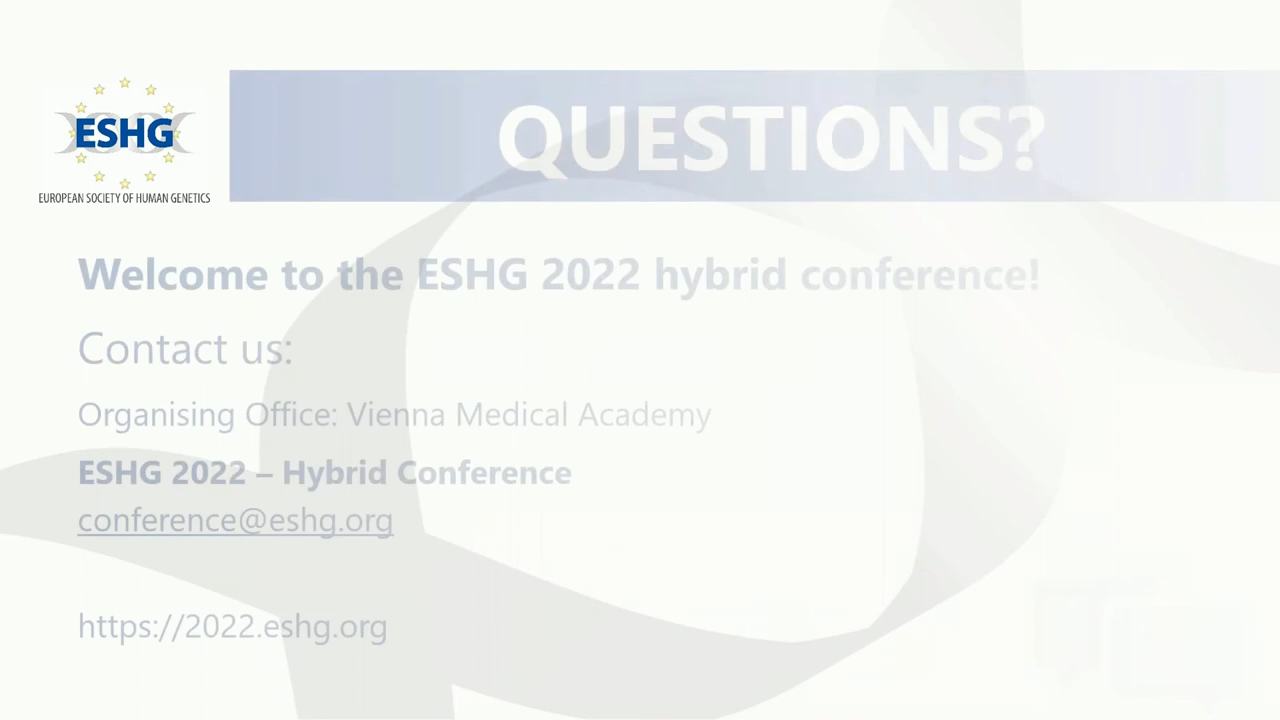 ESHG
EUROPEAN SOCIETY OF HUMAN GENETICS
QUESTIONS?
Welcome to the ESHG 2022 hybrid conference!
Contact us:
Organising Office: Vienna Medical Academy
ESHG 2022 – Hybrid Conference
conference@eshg.org
https://2022.eshg.org